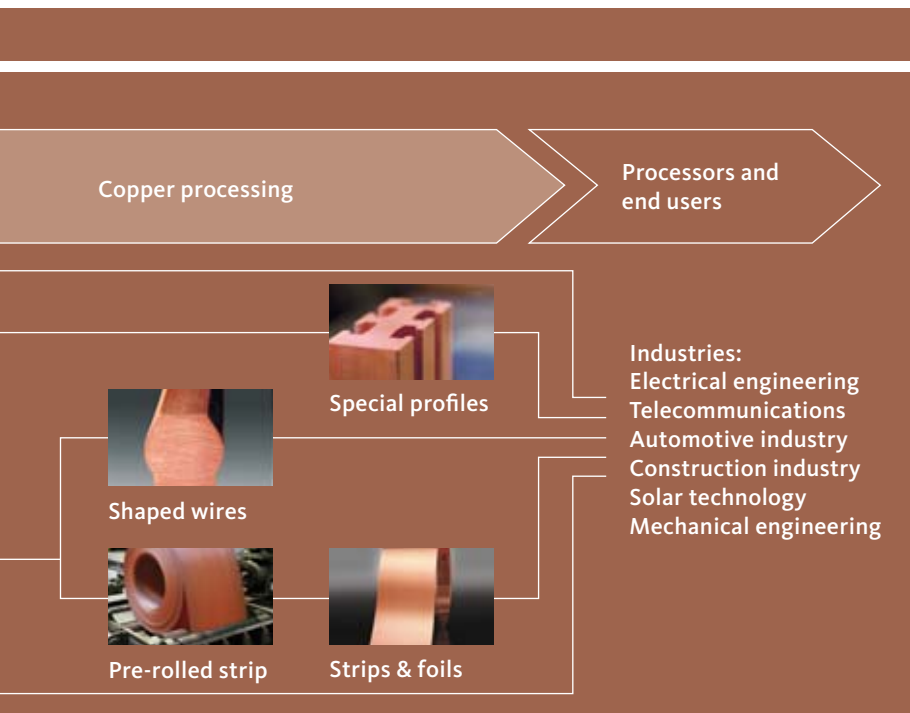 Copper processing
Processors and
end users
Special profiles
Industries:
Electrical engineering
Telecommunications
Automotive industry
Construction industry
Solar technology
Mechanical engineering
Shaped wires
Pre-rolled strip
Strips & foils